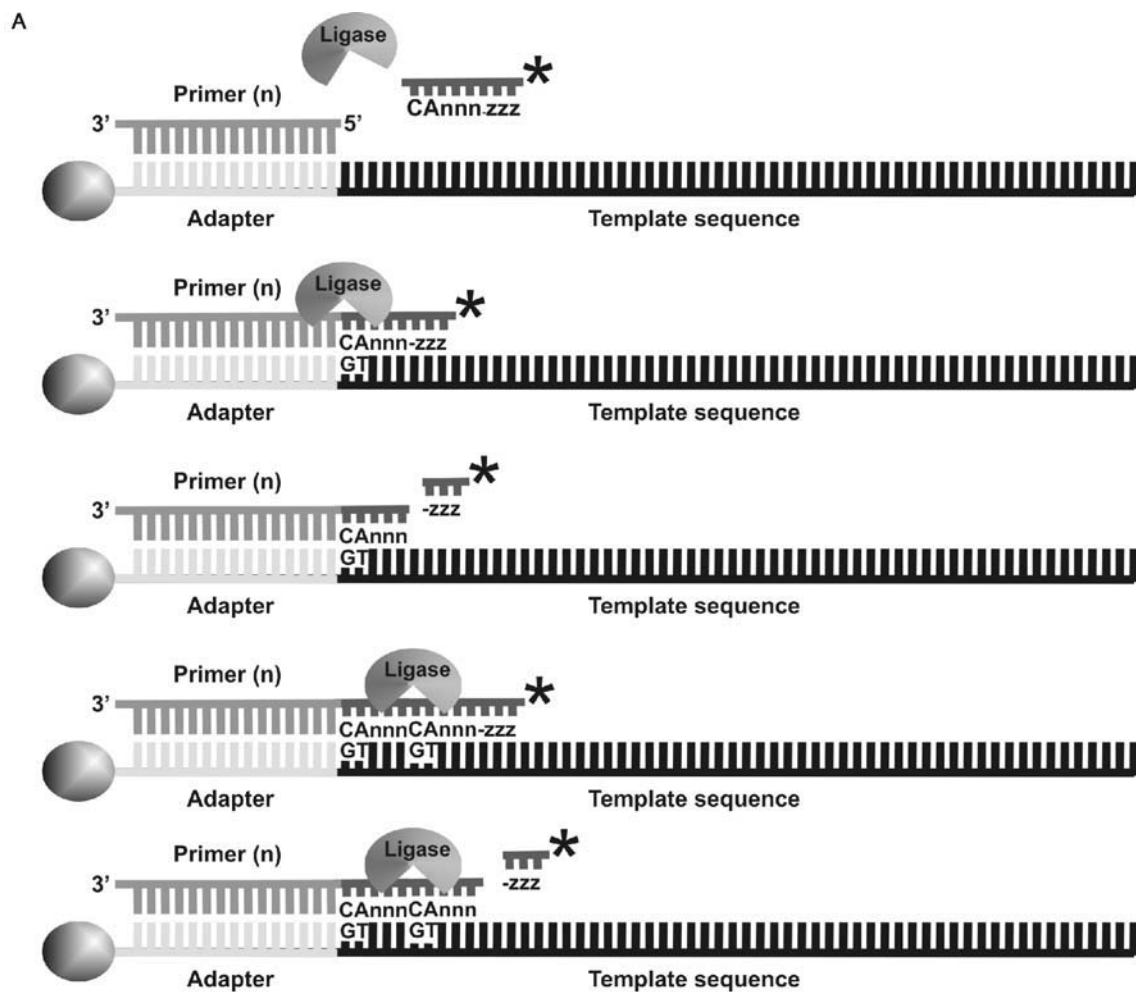 A
Ligase
*
Primer (n)
CAnnn-zzz
3’
5’
Adapter
Template sequence
Primer (n)
Ligase
*
3’
CAnnn-zzz
GT
Adapter
Template sequence
*
Primer (n)
-zzz
3’
CAnnn
GT
Adapter
Template sequence
Primer (n)
Ligase
*
3’
CAnnnCAnnn-zzz
GT GT
Adapter
Template sequence
Primer (n)
Ligase
*
3’
-zzz
CAnnnCAnnn
GT GT
Adapter
Template sequence